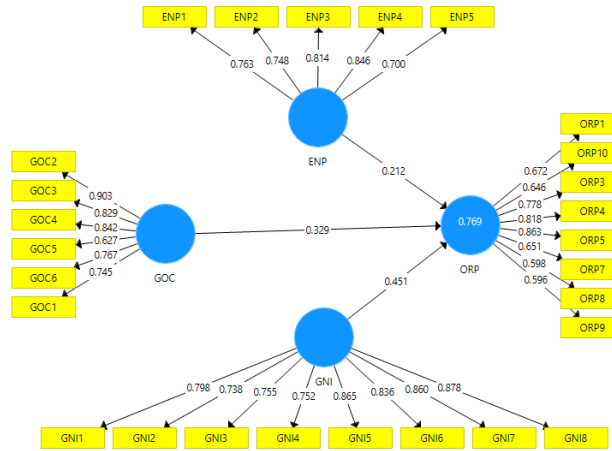 ENP1 ENP2 ENP3 ENP4 ENP5
0.763 0.748 0.814 0.846 0.700
ENP
0.212
GOC2
GOC3
GOC4
GOC5
GOC6
GOC1
0.903
0.829
0.842
0.627
0.767
0.745
GOC
0.329
0.451
0.769
ORP
0.672
0.646
0.778
0.818
0.863
0.651
0.598
0.596
ORP1
ORP10
ORP3
ORP4
ORP5
ORP7
ORP8
ORP9
GNI
0.798 0.738 0.755 0.752 0.865 0.836 0.860 0.878
GNI1 GNI2 GNI3 GNI4 GNI5 GNI6 GNI7 GNI8